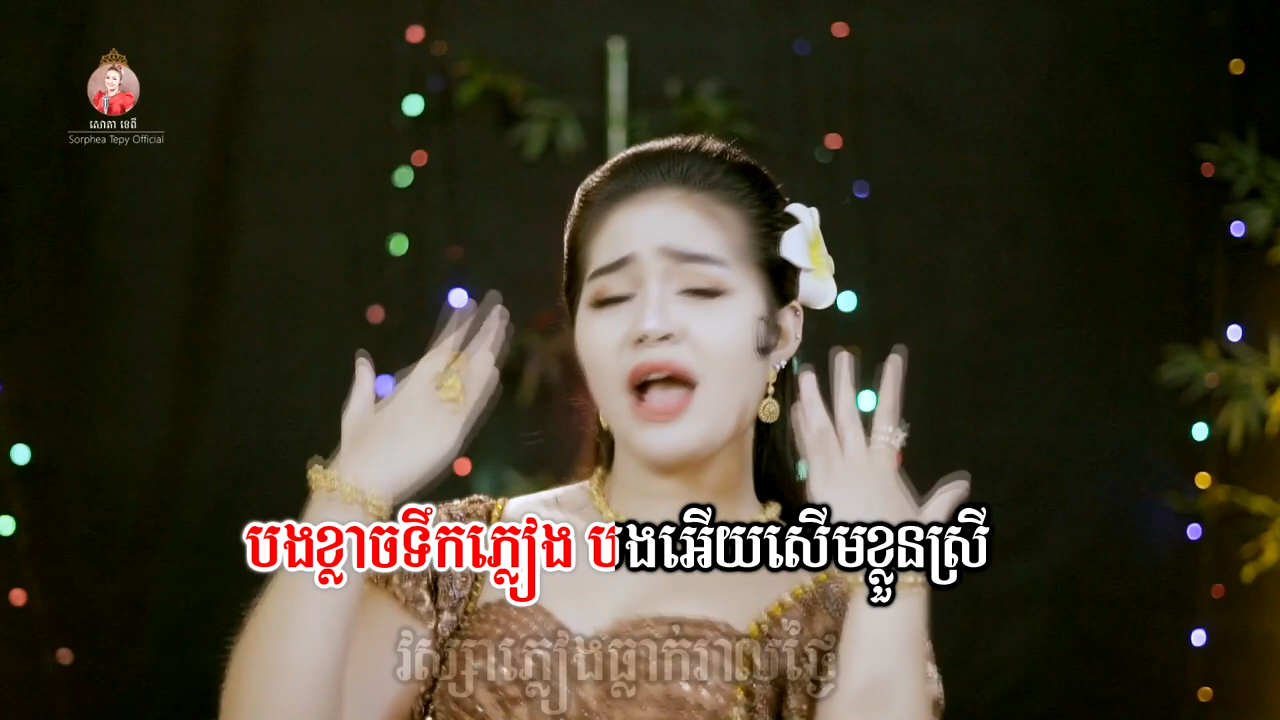 សោភា ទេពី
Sorphea Tepy Official
បងខ្លាចទឹកភ្លៀង បងអើយសើមខ្លួនស្រី
វស្សាភ្លៀងធ្លាក់រាល់ថ្ងៃ